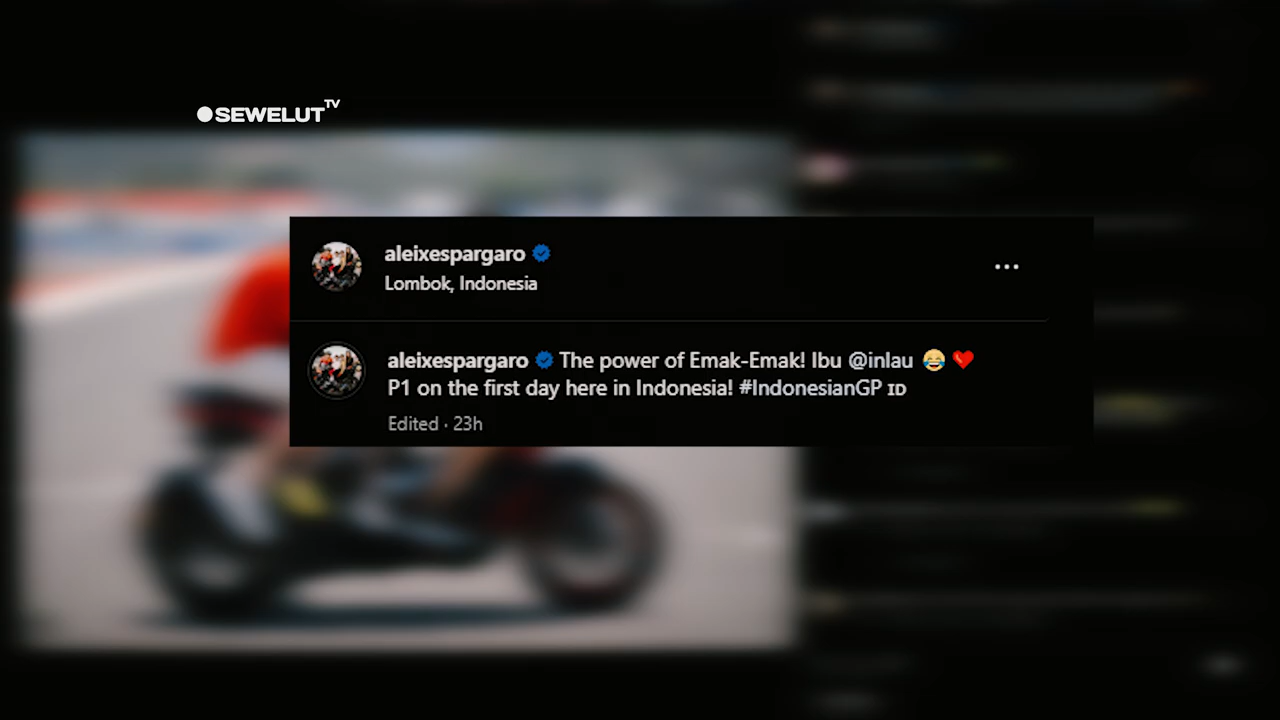 SEWELUT TV
aleixespargaro
Lombok, Indonesia
aleixespargaro The power of Emak-Emak! Ibu @inlau 😂 ❤️
P1 on the first day here in Indonesia! #IndonesianGP ɪᴅ
Edited · 23h